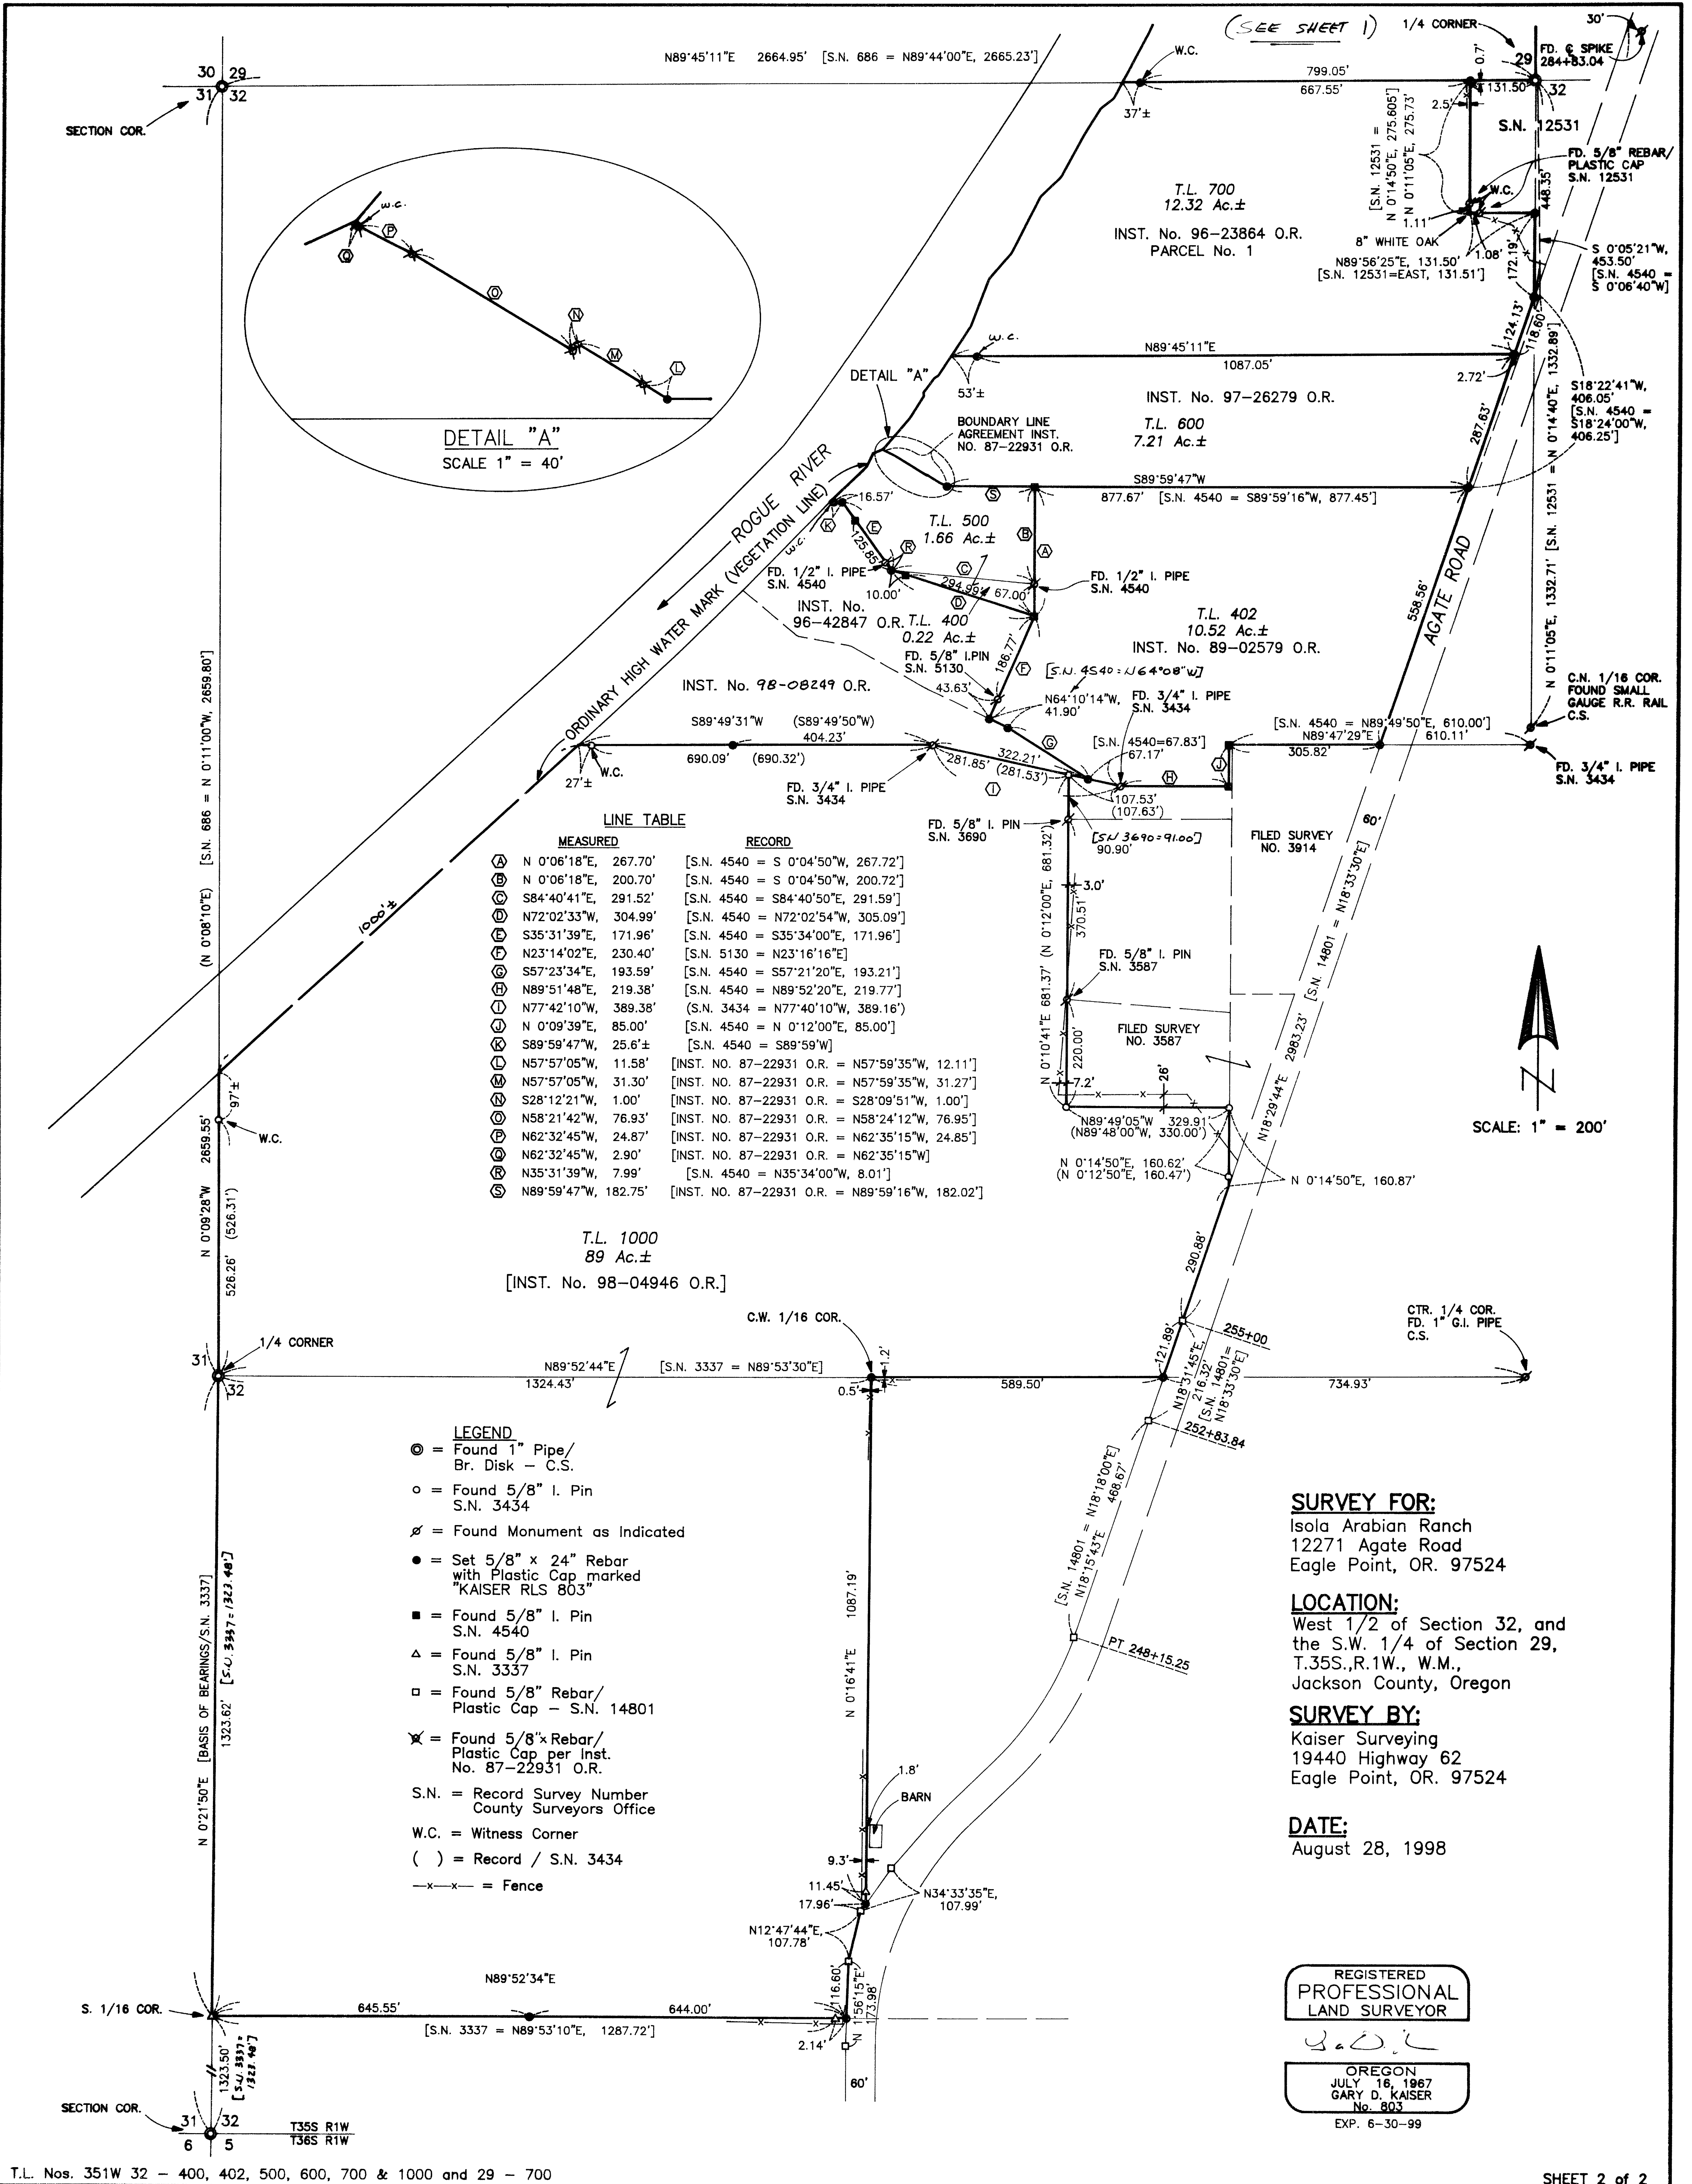 (SEE SHEET 1)
1/4 CORNER
30'
FD. ℄ SPIKE
284+83.04
N89°45'11"E 2664.95' [S.N. 686 = N89°44'00"E, 2665.23']
W.C.
0.7'
799.05'
667.55'
131.50'
37'±
2.5'
30 29
31 32
29
32
SECTION COR.
S.N. 12531
[S.N. 12531 =
N 0°14'50"E, 275.605']
N 0°11'05"E, 275.73'
FD. 5/8" REBAR/
PLASTIC CAP
S.N. 12531
W.C.
448.35'
1.11'
8" WHITE OAK
1.08'
172.19'
N89°56'25"E, 131.50'
[S.N. 12531=EAST, 131.51']
S 0°05'21"W,
453.50'
[S.N. 4540 =
S 0°06'40"W]
T.L. 700
12.32 Ac.±
INST. No. 96-23864 O.R.
PARCEL No. 1
w.c.
P
Q
O
N
M
L
DETAIL "A"
SCALE 1" = 40'
124.13'
118.60'
w.c.
N89°45'11"E
1087.05'
2.72'
53'±
DETAIL "A"
INST. No. 97-26279 O.R.
T.L. 600
7.21 Ac.±
S18°22'41"W,
406.05'
[S.N. 4540 =
S18°24'00"W,
406.25']
287.63'
N 0°11'05"E, 1332.71' [S.N. 12531 = N 0°14'40"E, 1332.89']
BOUNDARY LINE
AGREEMENT INST.
NO. 87-22931 O.R.
S89°59'47"W
877.67' [S.N. 4540 = S89°59'16"W, 877.45']
S
ROGUE RIVER
ORDINARY HIGH WATER MARK (VEGETATION LINE)
16.57'
K
w.c.
E
125.85'
R
T.L. 500
1.66 Ac.±
B
A
C
FD. 1/2" I. PIPE
S.N. 4540
294.99'
67.00'
10.00'
D
FD. 1/2" I. PIPE
S.N. 4540
INST. No.
96-42847 O.R.
T.L. 400
0.22 Ac.±
FD. 5/8" I.PIN
S.N. 5130
186.77'
F
43.63'
T.L. 402
10.52 Ac.±
INST. No. 89-02579 O.R.
[S.N. 4540=N64°08"W]
N64°10'14"W,
41.90'
FD. 3/4" I. PIPE
S.N. 3434
558.56'
AGATE ROAD
C.N. 1/16 COR.
FOUND SMALL
GAUGE R.R. RAIL
C.S.
INST. No. 98-08249 O.R.
S89°49'31"W (S89°49'50"W)
404.23'
690.09' (690.32')
27'±
W.C.
322.21'
281.85' (281.53')
I
G
[S.N. 4540=67.83']
67.17'
H
J
[S.N. 4540 = N89°49'50"E, 610.00']
N89°47'29"E
610.11'
305.82'
FD. 3/4" I. PIPE
S.N. 3434
FD. 3/4" I. PIPE
S.N. 3434
107.53'
(107.63')
FD. 5/8" I. PIN
S.N. 3690
[S.N 3690=91.00']
90.90'
FILED SURVEY
NO. 3914
60'
N 0°08'10"E) [S.N. 686 = N 0°11'00"W, 2659.80']
1000'±
LINE TABLE
MEASURED RECORD
A N 0°06'18"E, 267.70' [S.N. 4540 = S 0°04'50"W, 267.72']
B N 0°06'18"E, 200.70' [S.N. 4540 = S 0°04'50"W, 200.72']
C S84°40'41"E, 291.52' [S.N. 4540 = S84°40'50"E, 291.59']
D N72°02'33"W, 304.99' [S.N. 4540 = N72°02'54"W, 305.09']
E S35°31'39"E, 171.96' [S.N. 4540 = S35°34'00"E, 171.96']
F N23°14'02"E, 230.40' [S.N. 5130 = N23°16'16"E]
G S57°23'34"E, 193.59' [S.N. 4540 = S57°21'20"E, 193.21']
H N89°51'48"E, 219.38' [S.N. 4540 = N89°52'20"E, 219.77']
I N77°42'10"W, 389.38' (S.N. 3434 = N77°40'10"W, 389.16')
J N 0°09'39"E, 85.00' [S.N. 4540 = N 0°12'00"E, 85.00']
K S89°59'47"W, 25.6'± [S.N. 4540 = S89°59'W]
L N57°57'05"W, 11.58' [INST. NO. 87-22931 O.R. = N57°59'35"W, 12.11']
M N57°57'05"W, 31.30' [INST. NO. 87-22931 O.R. = N57°59'35"W, 31.27']
N S28°12'21"W, 1.00' [INST. NO. 87-22931 O.R. = S28°09'51"W, 1.00']
O N58°21'42"W, 76.93' [INST. NO. 87-22931 O.R. = N58°24'12"W, 76.95']
P N62°32'45"W, 24.87' [INST. NO. 87-22931 O.R. = N62°35'15"W, 24.85']
Q N62°32'45"W, 2.90' [INST. NO. 87-22931 O.R. = N62°35'15"W]
R N35°31'39"W, 7.99' [S.N. 4540 = N35°34'00"W, 8.01']
S N89°59'47"W, 182.75' [INST. NO. 87-22931 O.R. = N89°59'16"W, 182.02']
N 0°10'41"E 681.37' (N 0°12'00"E, 681.32')
3.0'
370.51'
FD. 5/8" I. PIN
S.N. 3587
220.00'
FILED SURVEY
NO. 3587
7.2'
26'
N89°49'05"W 329.91'
(N89°48'00"W, 330.00')
N 0°14'50"E, 160.62'
(N 0°12'50"E, 160.47')
N 0°14'50"E, 160.87'
N18°29'44"E 2983.23' [S.N. 14801 = N18°33'30"E]
SCALE: 1" = 200'
97'±
W.C.
N 0°09'28"W 2659.55'
526.26' (526.31')
T.L. 1000
89 Ac.±
[INST. No. 98-04946 O.R.]
290.88'
C.W. 1/16 COR.
255+00
CTR. 1/4 COR.
FD. 1" G.I. PIPE
C.S.
1/4 CORNER
31
32
N89°52'44"E [S.N. 3337 = N89°53'30"E]
1324.43'
1.2'
0.5'
589.50'
121.89'
734.93'
N18°31'45"E,
216.32'
[S.N. 14801=
N18°33'30"E]
252+83.84
[S.N. 14801 = N18°18'00"E]
N18°15'43"E 468.67'
PT 248+15.25
LEGEND
= Found 1" Pipe/
Br. Disk – C.S.
= Found 5/8" I. Pin
S.N. 3434
= Found Monument as Indicated
= Set 5/8" x 24" Rebar
with Plastic Cap marked
"KAISER RLS 803"
= Found 5/8" I. Pin
S.N. 4540
= Found 5/8" I. Pin
S.N. 3337
= Found 5/8" Rebar/
Plastic Cap – S.N. 14801
= Found 5/8"x Rebar/
Plastic Cap per Inst.
No. 87-22931 O.R.
S.N. = Record Survey Number
County Surveyors Office
W.C. = Witness Corner
( ) = Record / S.N. 3434
—x—x— = Fence
N 0°21'50"E [BASIS OF BEARINGS/S.N. 3337]
1323.62' [S.N. 3337=1323.48']
N 0°16'41"E 1087.19'
1.8'
BARN
9.3'
11.45'
17.96'
N34°33'35"E,
107.99'
N12°47'44"E,
107.78'
116.60'
N 1°56'15"E
173.98'
S. 1/16 COR.
N89°52'34"E
645.55' 644.00'
[S.N. 3337 = N89°53'10"E, 1287.72']
2.14'
60'
1323.50'
[S.N. 3337=
1323.48']
SECTION COR.
31 32
6 5
T35S R1W
T36S R1W
SURVEY FOR:
Isola Arabian Ranch
12271 Agate Road
Eagle Point, OR. 97524
LOCATION:
West 1/2 of Section 32, and
the S.W. 1/4 of Section 29,
T.35S.,R.1W., W.M.,
Jackson County, Oregon
SURVEY BY:
Kaiser Surveying
19440 Highway 62
Eagle Point, OR. 97524
DATE:
August 28, 1998
REGISTERED
PROFESSIONAL
LAND SURVEYOR
OREGON
JULY 16, 1967
GARY D. KAISER
No. 803
EXP. 6-30-99
T.L. Nos. 351W 32 – 400, 402, 500, 600, 700 & 1000 and 29 – 700
SHEET 2 of 2